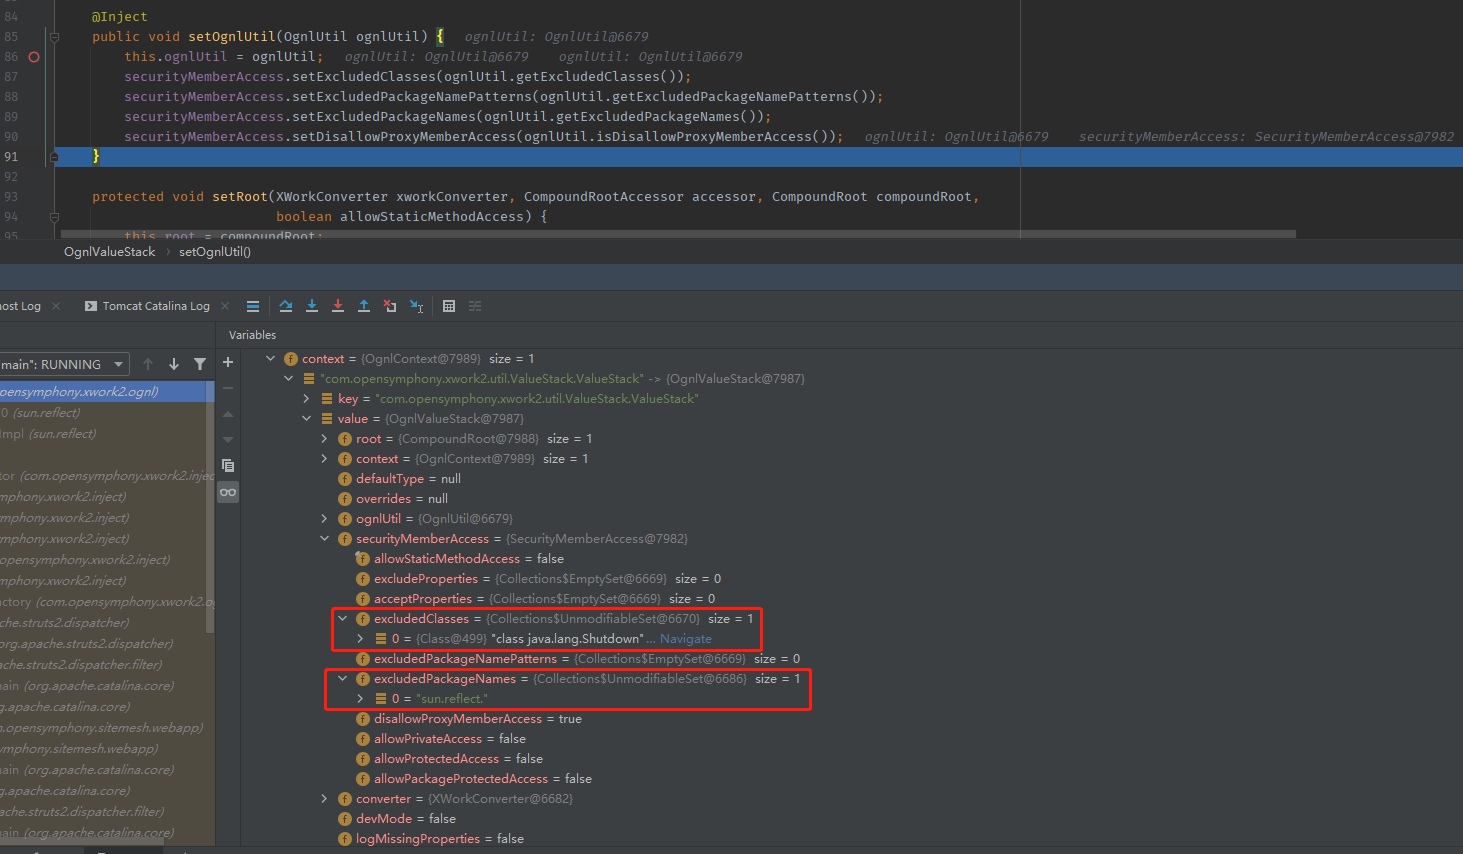 84 @Inject
85 public void setOgnlUtil(OgnlUtil ognlUtil) { ognlUtil: OgnlUtil@6679
86 this.ognlUtil = ognlUtil; ognlUtil: OgnlUtil@6679 ognlUtil: OgnlUtil@6679
87 securityMemberAccess.setExcludedClasses(ognlUtil.getExcludedClasses());
88 securityMemberAccess.setExcludedPackageNamePatterns(ognlUtil.getExcludedPackageNamePatterns());
89 securityMemberAccess.setExcludedPackageNames(ognlUtil.getExcludedPackageNames());
90 securityMemberAccess.setDisallowProxyMemberAccess(ognlUtil.isDisallowProxyMemberAccess()); ognlUtil: OgnlUtil@6679 securityMemberAccess: SecurityMemberAccess@7982
91 }
92
93 protected void setRoot(XWorkConverter xworkConverter, CompoundRootAccessor accessor, CompoundRoot compoundRoot,
94 boolean allowStaticMethodAccess) {
95 this.root = compoundRoot;
OgnlValueStack › setOgnlUtil()
ost Log × Tomcat Catalina Log ×
Variables
main": RUNNING
pensymphony.xwork2.ognl)
0 (sun.reflect)
Impl (sun.reflect)
tor (com.opensymphony.xwork2.injec
mphony.xwork2.inject)
ymphony.xwork2.inject)
mphony.xwork2.inject)
opensymphony.xwork2.inject)
mphony.xwork2.inject)
actory (com.opensymphony.xwork2.og
che.struts2.dispatcher)
rg.apache.struts2.dispatcher)
ache.struts2.dispatcher.filter)
main (org.apache.catalina.core)
g.apache.catalina.core)
n.opensymphony.sitemesh.webapp)
ymphony.sitemesh.webapp)
main (org.apache.catalina.core)
g.apache.catalina.core)
ache.struts2.dispatcher.filter)
main (org.apache.catalina.core)
context = {OgnlContext@7989} size = 1
"com.opensymphony.xwork2.util.ValueStack.ValueStack" -> {OgnlValueStack@7987}
key = "com.opensymphony.xwork2.util.ValueStack.ValueStack"
value = {OgnlValueStack@7987}
root = {CompoundRoot@7988} size = 1
context = {OgnlContext@7989} size = 1
defaultType = null
overrides = null
ognlUtil = {OgnlUtil@6679}
securityMemberAccess = {SecurityMemberAccess@7982}
allowStaticMethodAccess = false
excludeProperties = {Collections$EmptySet@6669} size = 0
acceptProperties = {Collections$EmptySet@6669} size = 0
excludedClasses = {Collections$UnmodifiableSet@6670} size = 1
0 = {Class@499} "class java.lang.Shutdown"... Navigate
excludedPackageNamePatterns = {Collections$EmptySet@6669} size = 0
excludedPackageNames = {Collections$UnmodifiableSet@6686} size = 1
0 = "sun.reflect."
disallowProxyMemberAccess = true
allowPrivateAccess = false
allowProtectedAccess = false
allowPackageProtectedAccess = false
converter = {XWorkConverter@6682}
devMode = false
logMissingProperties = false